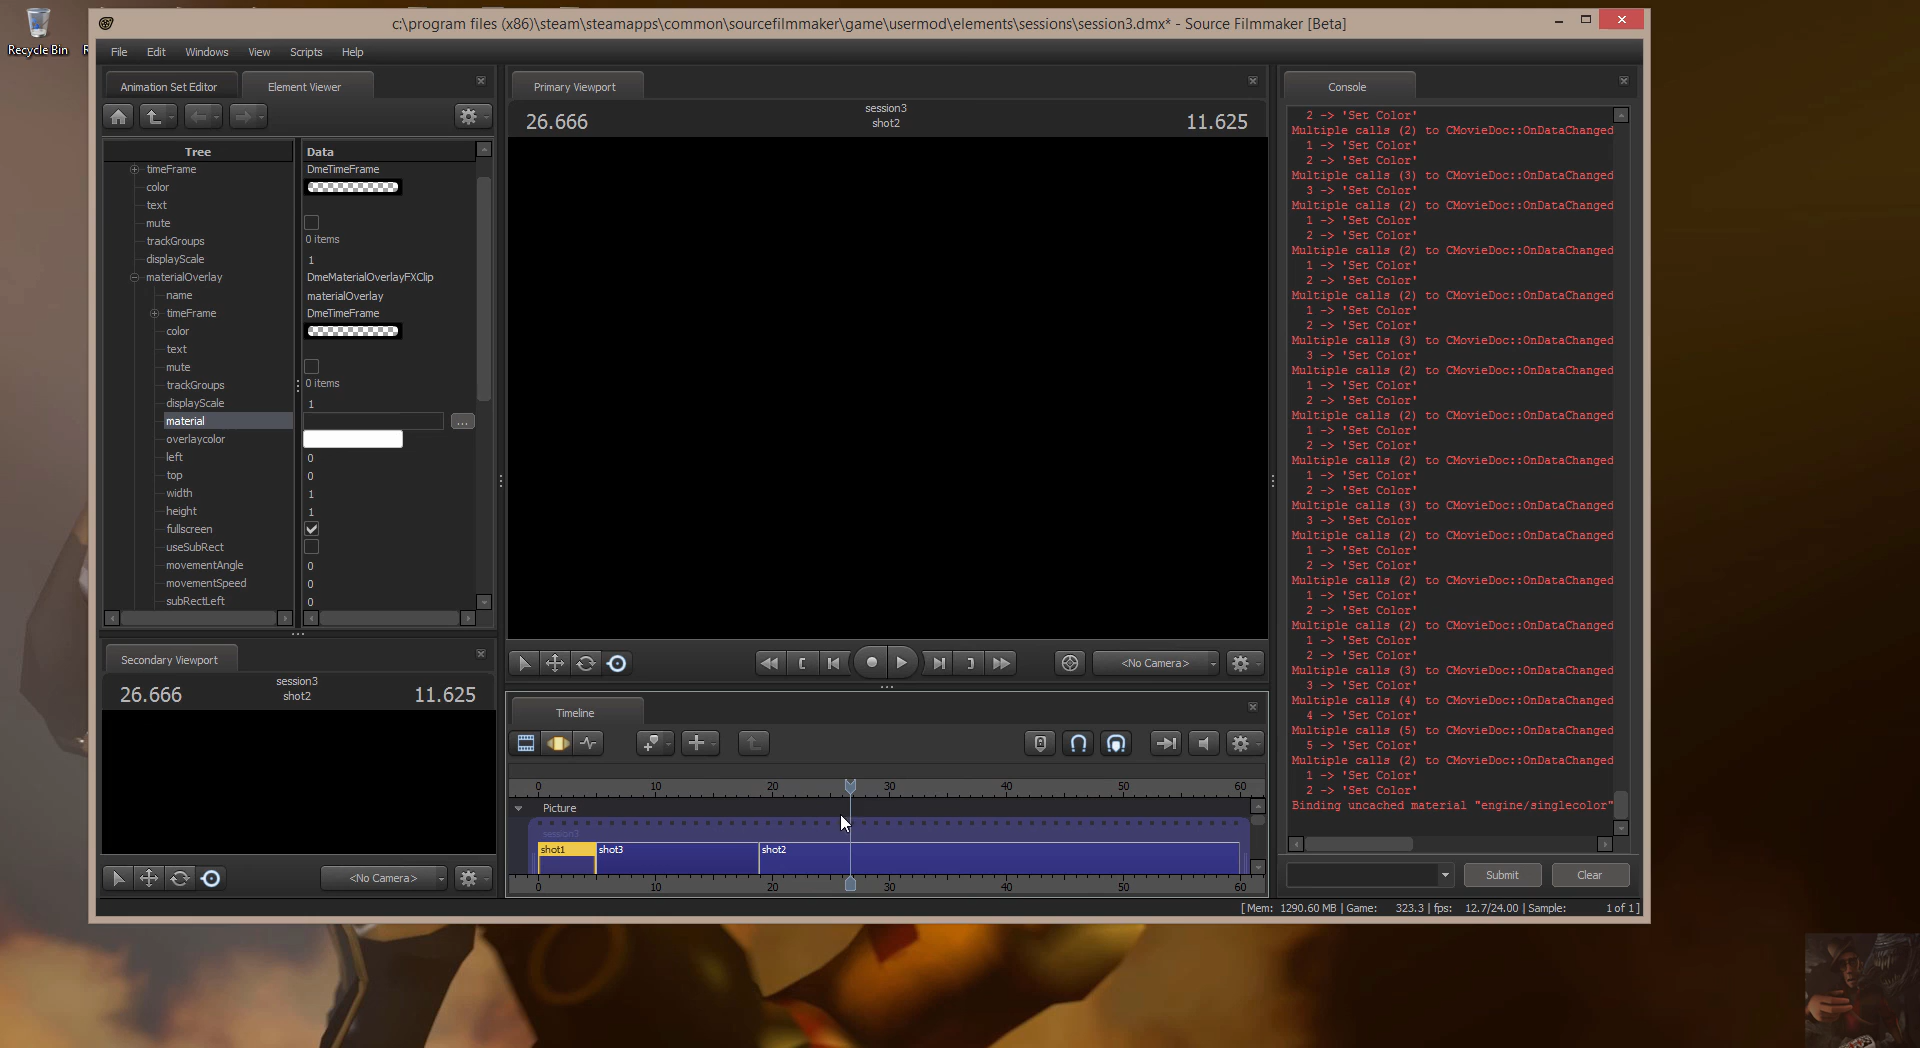 Recycle Bin
R
c:\program files (x86)\steam\steamapps\common\sourcefilmmaker\game\usermod\elements\sessions\session3.dmx* - Source Filmmaker [Beta]
File Edit Windows View Scripts Help
Animation Set Editor
Element Viewer
Tree
Data
timeFrame DmeTimeFrame
color
text
mute
trackGroups 0 items
displayScale 1
materialOverlay DmeMaterialOverlayFXClip
name materialOverlay
timeFrame DmeTimeFrame
color
text
mute
trackGroups 0 items
displayScale 1
material ...
overlaycolor
left 0
top 0
width 1
height 1
fullscreen
useSubRect
movementAngle 0
movementSpeed 0
subRectLeft 0
Secondary Viewport
26.666
session3
shot2
11.625
<No Camera>
Primary Viewport
26.666
session3
shot2
11.625
<No Camera>
Timeline
0 10 20 30 40 50 60
Picture
session3
shot1 shot3 shot2
0 10 20 30 40 50 60
Console
2 -> 'Set Color'
Multiple calls (2) to CMovieDoc::OnDataChanged
1 -> 'Set Color'
2 -> 'Set Color'
Multiple calls (3) to CMovieDoc::OnDataChanged
3 -> 'Set Color'
Multiple calls (2) to CMovieDoc::OnDataChanged
1 -> 'Set Color'
2 -> 'Set Color'
Multiple calls (2) to CMovieDoc::OnDataChanged
1 -> 'Set Color'
2 -> 'Set Color'
Multiple calls (2) to CMovieDoc::OnDataChanged
1 -> 'Set Color'
2 -> 'Set Color'
Multiple calls (3) to CMovieDoc::OnDataChanged
3 -> 'Set Color'
Multiple calls (2) to CMovieDoc::OnDataChanged
1 -> 'Set Color'
2 -> 'Set Color'
Multiple calls (2) to CMovieDoc::OnDataChanged
1 -> 'Set Color'
2 -> 'Set Color'
Multiple calls (2) to CMovieDoc::OnDataChanged
1 -> 'Set Color'
2 -> 'Set Color'
Multiple calls (3) to CMovieDoc::OnDataChanged
3 -> 'Set Color'
Multiple calls (2) to CMovieDoc::OnDataChanged
1 -> 'Set Color'
2 -> 'Set Color'
Multiple calls (2) to CMovieDoc::OnDataChanged
1 -> 'Set Color'
2 -> 'Set Color'
Multiple calls (2) to CMovieDoc::OnDataChanged
1 -> 'Set Color'
2 -> 'Set Color'
Multiple calls (3) to CMovieDoc::OnDataChanged
3 -> 'Set Color'
Multiple calls (4) to CMovieDoc::OnDataChanged
4 -> 'Set Color'
Multiple calls (5) to CMovieDoc::OnDataChanged
5 -> 'Set Color'
Multiple calls (2) to CMovieDoc::OnDataChanged
1 -> 'Set Color'
2 -> 'Set Color'
Binding uncached material "engine/singlecolor"
Submit
Clear
[ Mem: 1290.60 MB | Game: 323.3 | fps: 12.7/24.00 | Sample: 1 of 1 ]